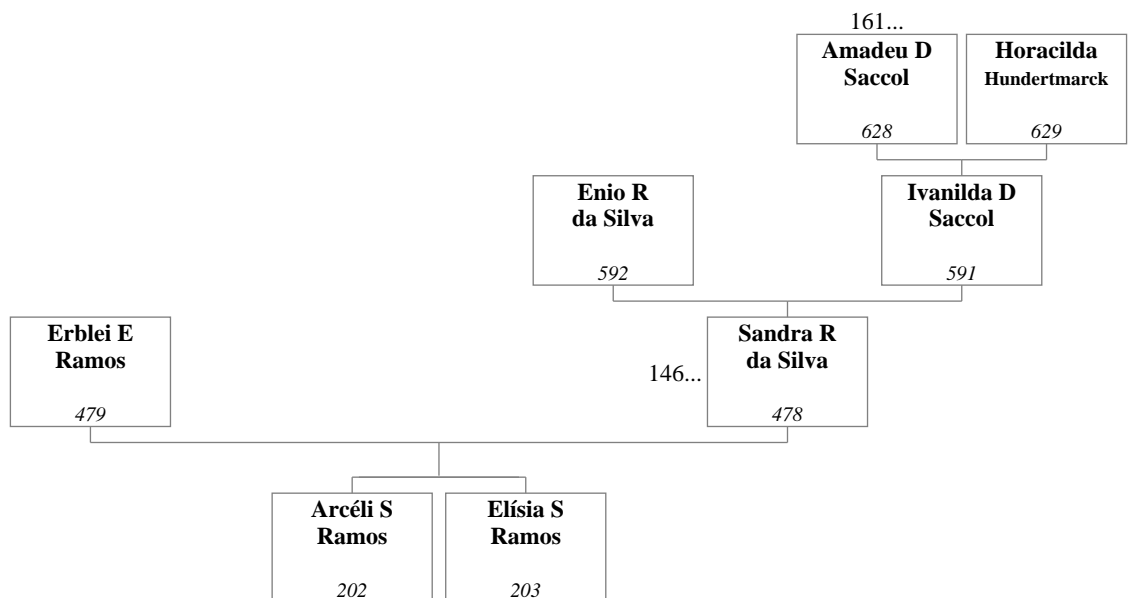 161...
Amadeu D
Saccol
628
Horacilda
Hundertmarck
629
Enio R
da Silva
592
Ivanilda D
Saccol
591
Erblei E
Ramos
479
146...
Sandra R
da Silva
478
Arcéli S
Ramos
202
Elísia S
Ramos
203